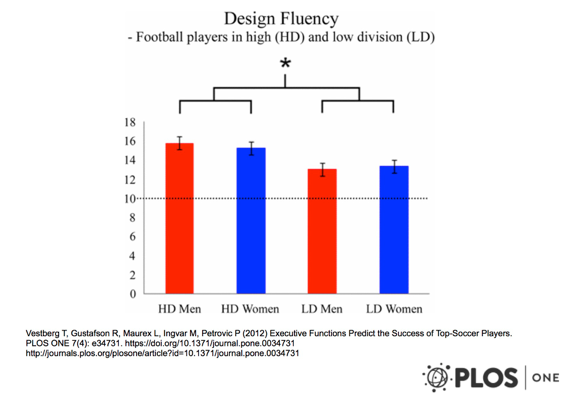 Design Fluency
- Football players in high (HD) and low division (LD)
*
18
16
14
12
10
8
6
4
2
0
HD Men HD Women LD Men LD Women
Vestberg T, Gustafson R, Maurex L, Ingvar M, Petrovic P (2012) Executive Functions Predict the Success of Top-Soccer Players.
PLOS ONE 7(4): e34731. https://doi.org/10.1371/journal.pone.0034731
http://journals.plos.org/plosone/article?id=10.1371/journal.pone.0034731
PLOS ONE